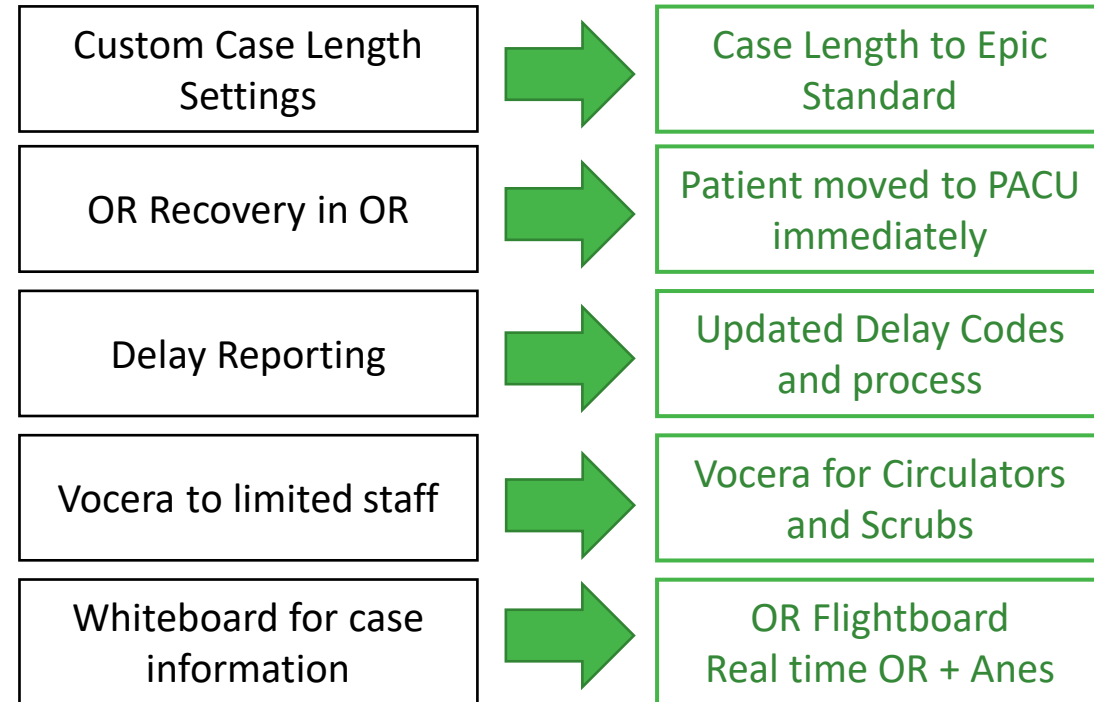 Custom Case Length
Settings
Case Length to Epic
Standard
OR Recovery in OR
Patient moved to PACU
immediately
Delay Reporting
Updated Delay Codes
and process
Vocera to limited staff
Vocera for Circulators
and Scrubs
Whiteboard for case
information
OR Flightboard
Real time OR + Anes